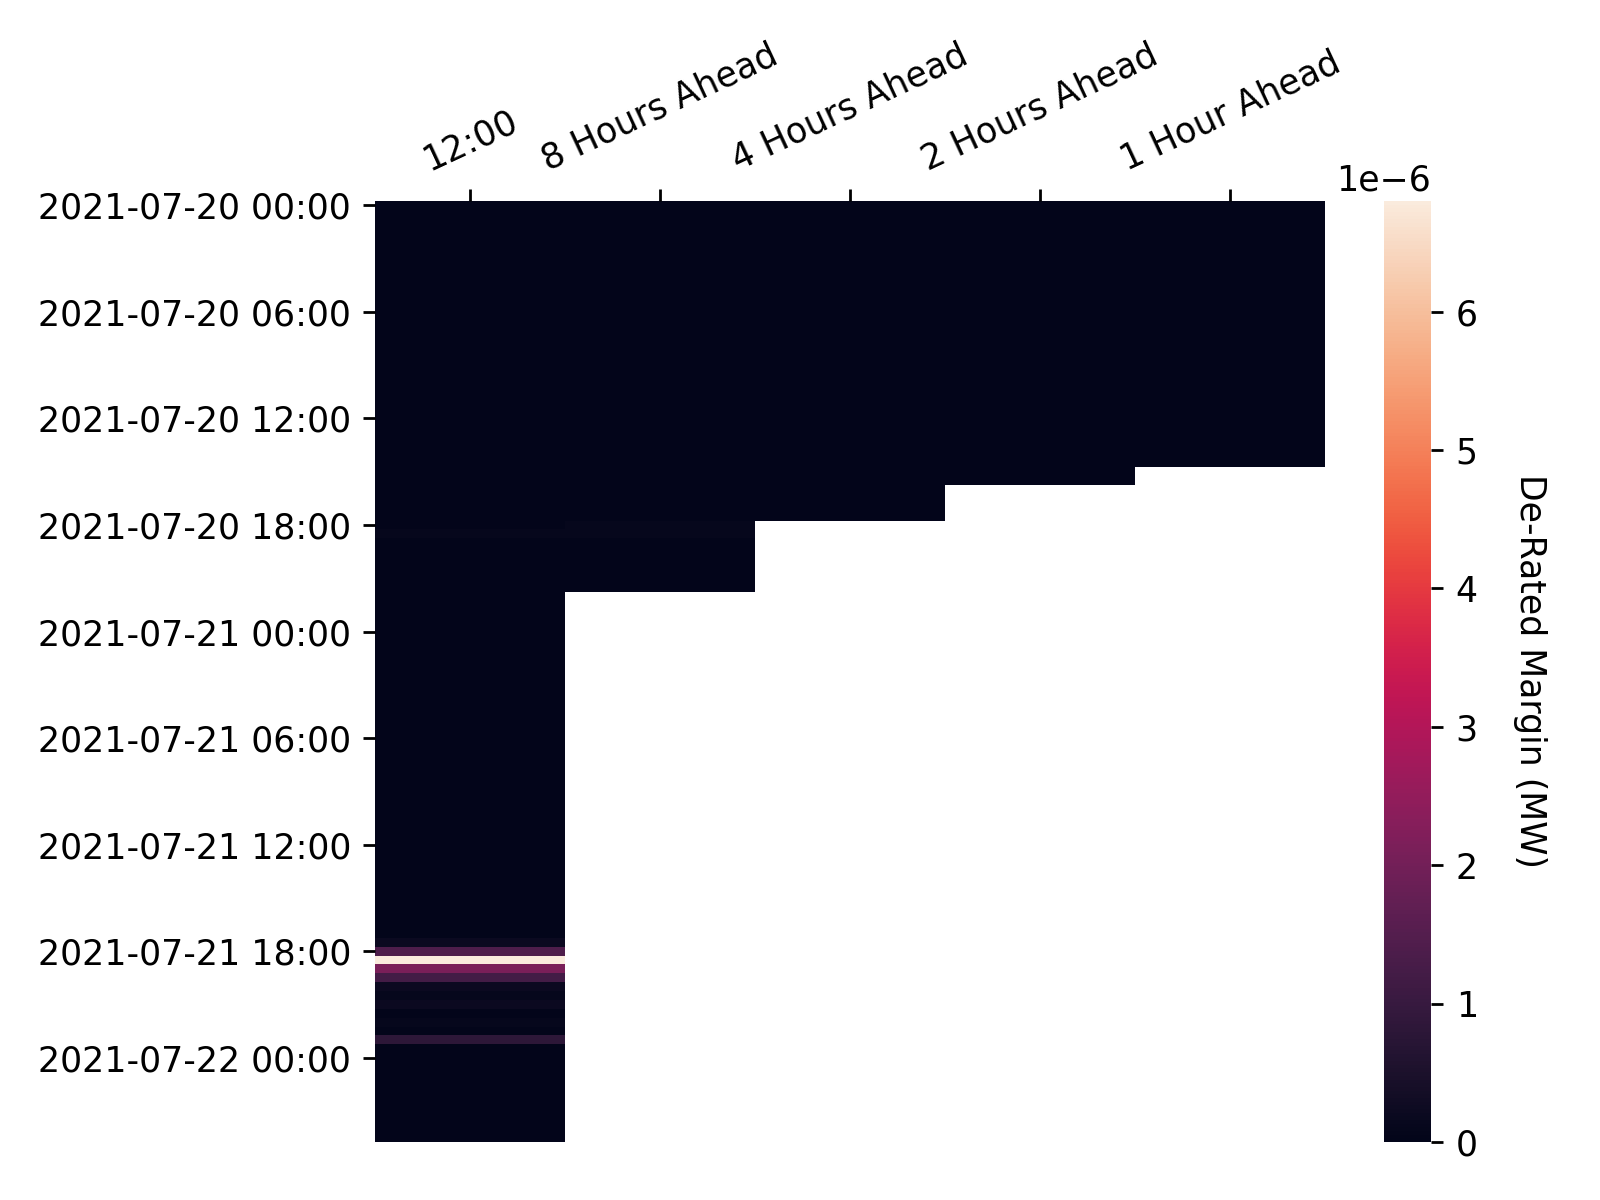 12:00
8 Hours Ahead
4 Hours Ahead
2 Hours Ahead
1 Hour Ahead
1e−6
2021-07-20 00:00
2021-07-20 06:00
2021-07-20 12:00
2021-07-20 18:00
2021-07-21 00:00
2021-07-21 06:00
2021-07-21 12:00
2021-07-21 18:00
2021-07-22 00:00
6
5
4
3
2
1
0
De-Rated Margin (MW)